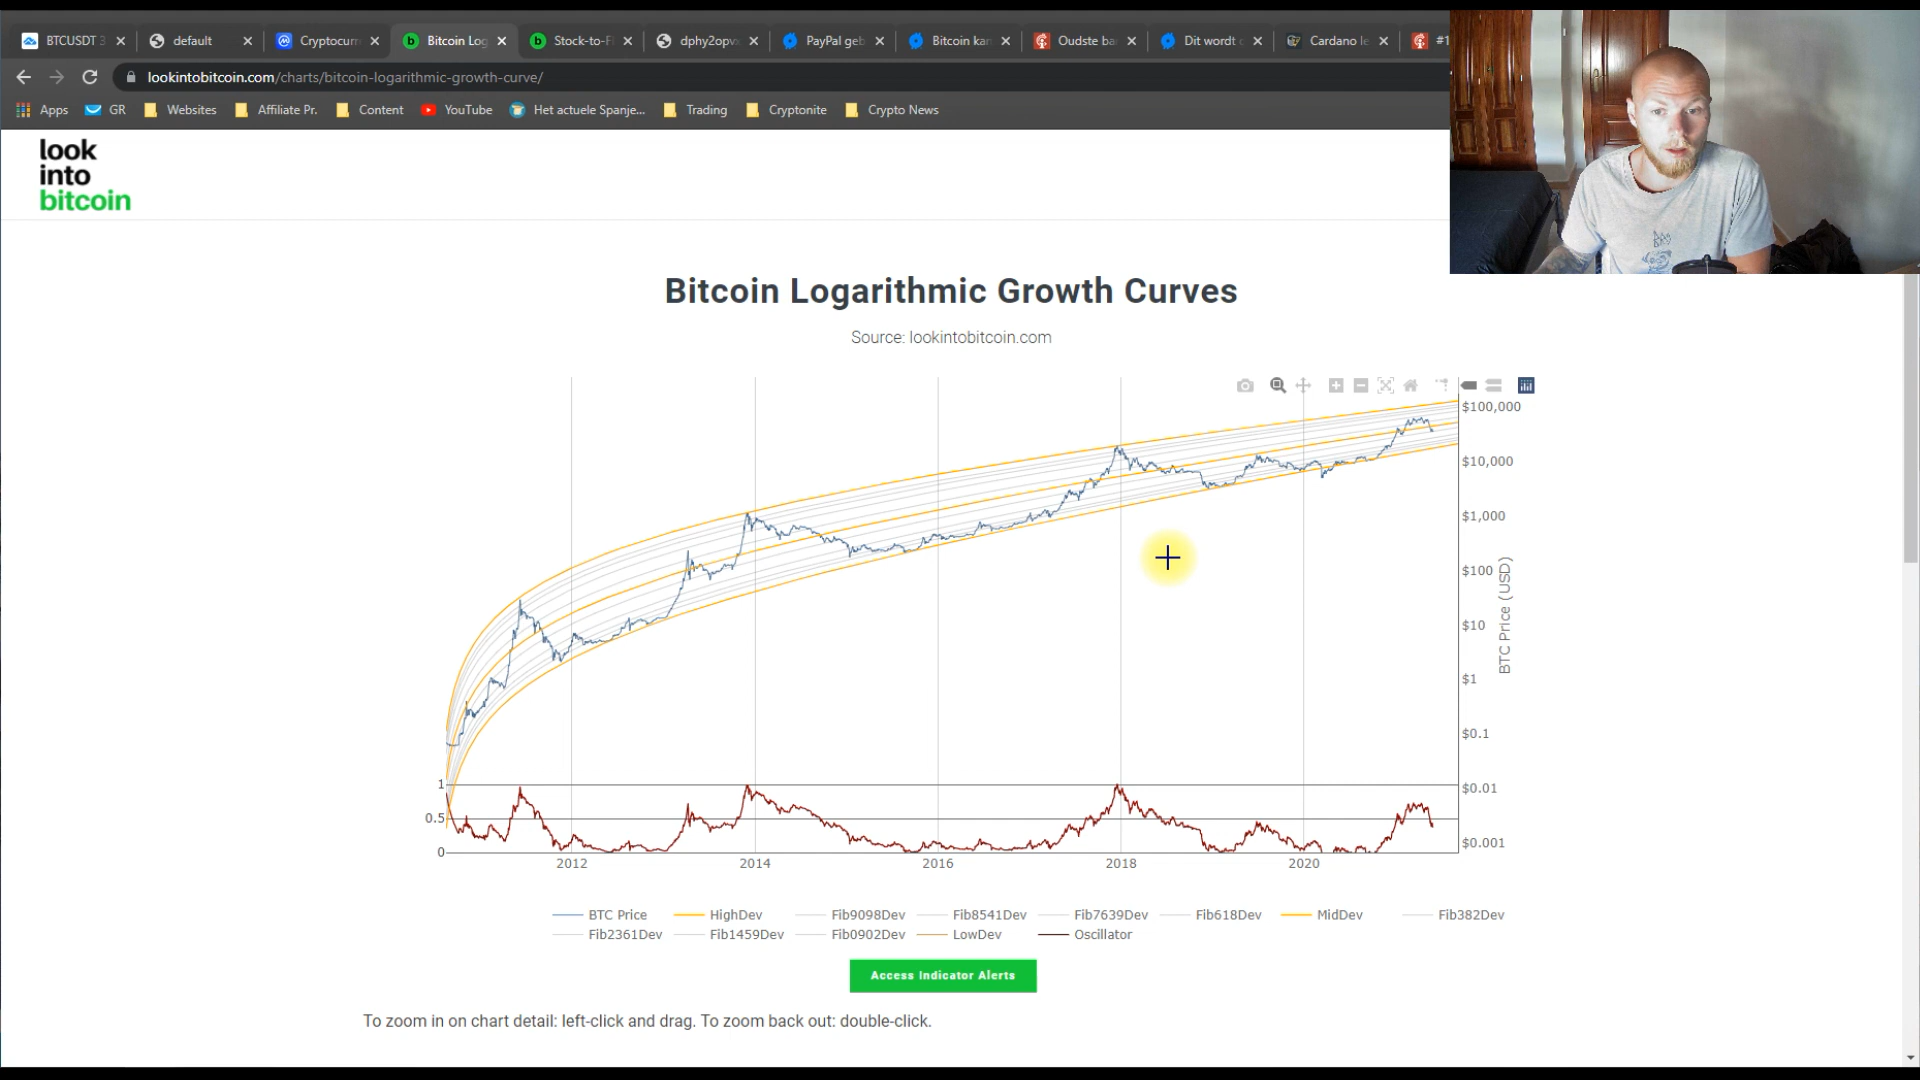 BTCUSDT 3
default
Cryptocurr
Bitcoin Log
Stock-to-F
dphy2opv
PayPal geb
Bitcoin kan
Oudste ba
Dit wordt
Cardano le
#1
lookintobitcoin.com/charts/bitcoin-logarithmic-growth-curve/
Apps GR Websites Affiliate Pr. Content YouTube Het actuele Spanje... Trading Cryptonite Crypto News
look
into
bitcoin
Bitcoin Logarithmic Growth Curves
Source: lookintobitcoin.com
$100,000
$10,000
$1,000
$100
$10
$1
$0.1
$0.01
$0.001
BTC Price (USD)
1
0.5
0
2012 2014 2016 2018 2020
BTC Price HighDev Fib9098Dev Fib8541Dev Fib7639Dev Fib618Dev MidDev Fib382Dev
Fib2361Dev Fib1459Dev Fib0902Dev LowDev Oscillator
Access Indicator Alerts
To zoom in on chart detail: left-click and drag. To zoom back out: double-click.